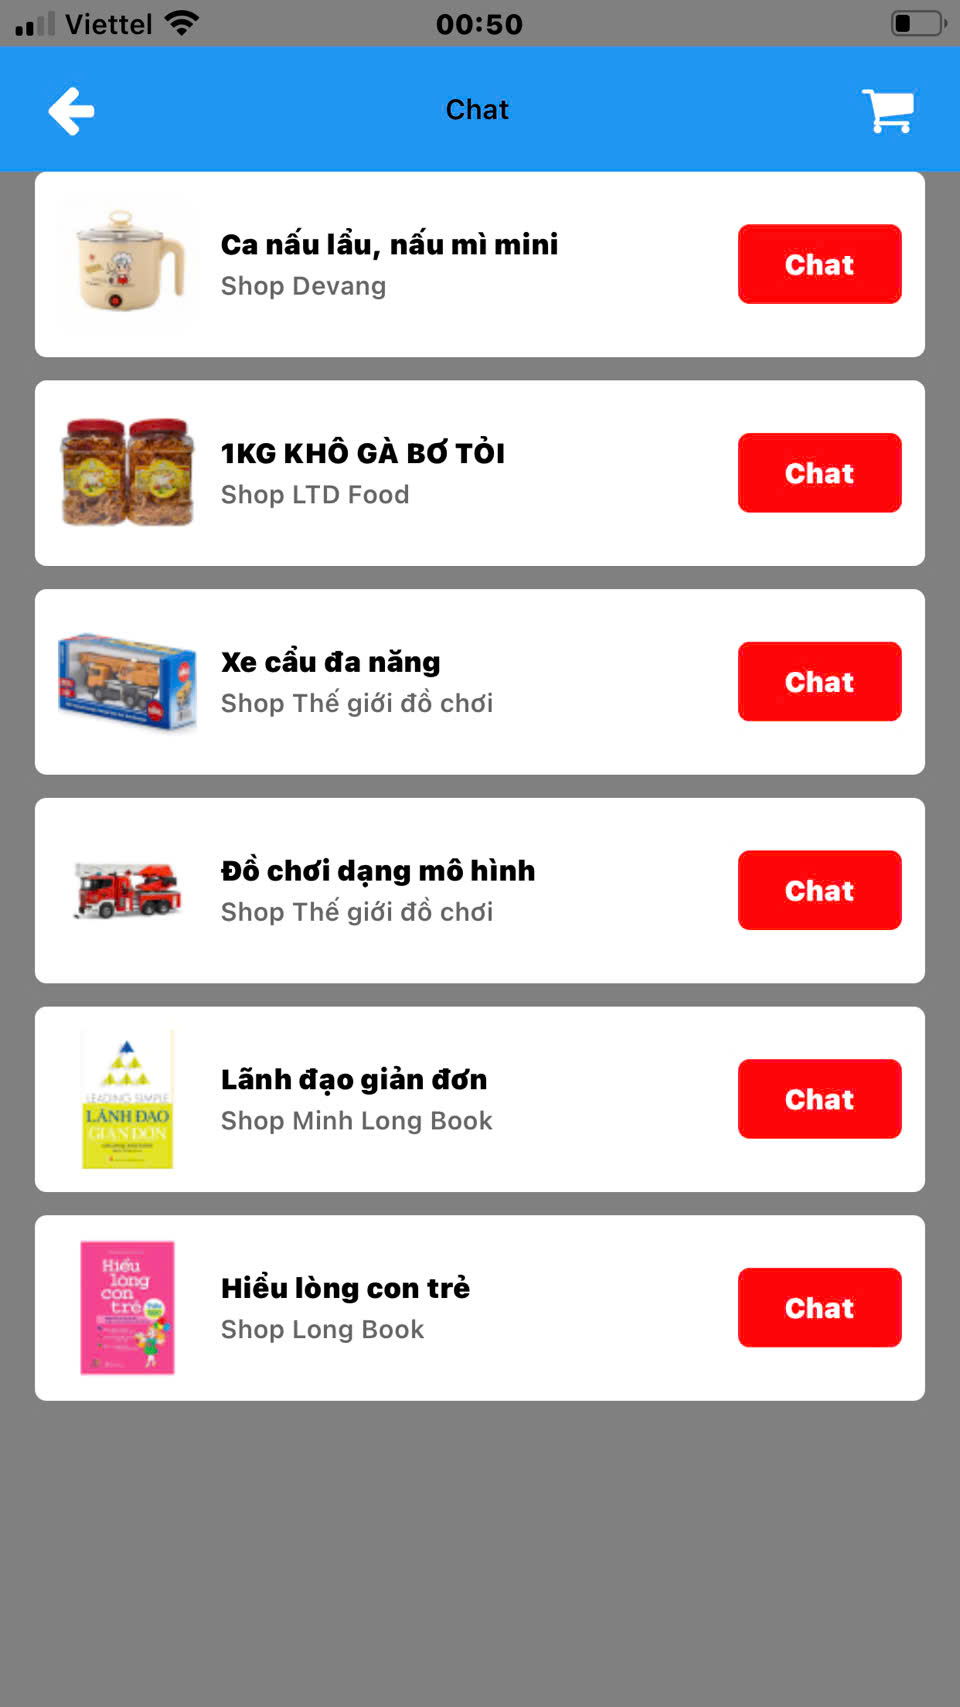 Viettel
00:50
Chat
Ca nấu lẩu, nấu mì mini
Shop Devang
Chat
1KG KHÔ GÀ BƠ TỎI
Shop LTD Food
Chat
Xe cẩu đa năng
Shop Thế giới đồ chơi
Chat
Đồ chơi dạng mô hình
Shop Thế giới đồ chơi
Chat
LEADING SIMPLE
LÃNH ĐẠO
GIẢN ĐƠN
Lãnh đạo giản đơn
Shop Minh Long Book
Chat
Hiểu
lòng
con
trẻ
Hiểu lòng con trẻ
Shop Long Book
Chat